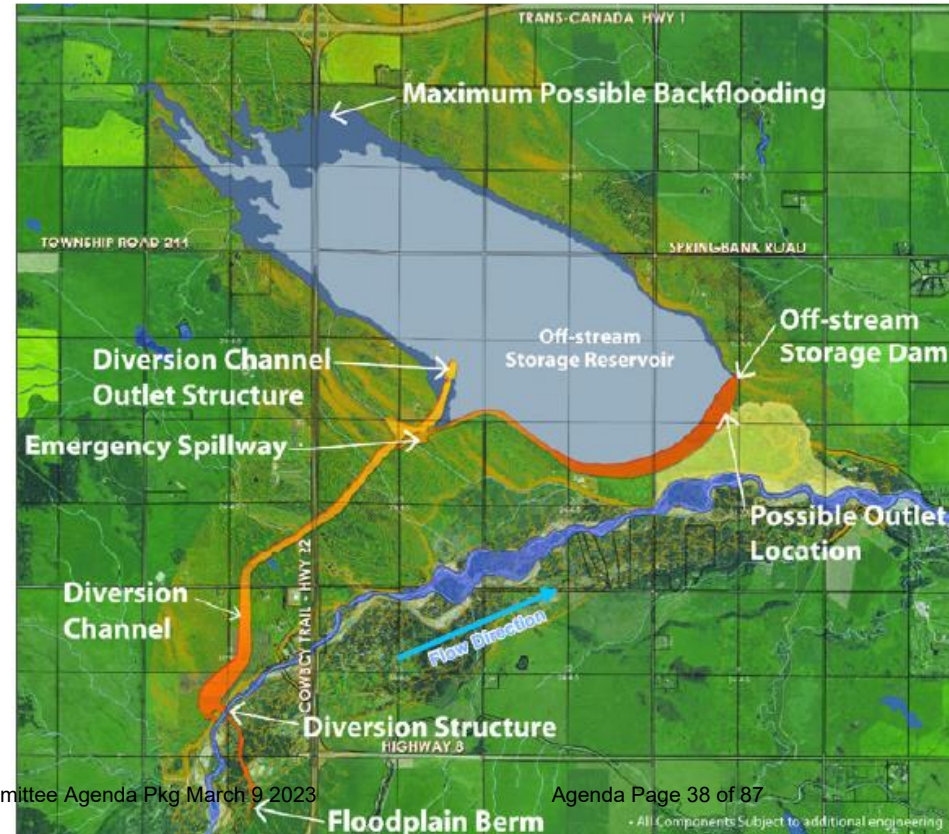 TRANS-CANADA HWY 1
Maximum Possible Backflooding
TOWNSHIP ROAD 244
SPRINGBANK ROAD
Off-stream
Storage Reservoir
Off-stream
Storage Dam
Diversion Channel
Outlet Structure
Emergency Spillway
Possible Outlet
Location
COWBOY TRAIL - HWY 22
Diversion
Channel
Flow Direction
Diversion Structure
HIGHWAY 8
mittee Agenda Pkg March 9 2023
Agenda Page 38 of 87
Floodplain Berm
• All Components Subject to additional engineering